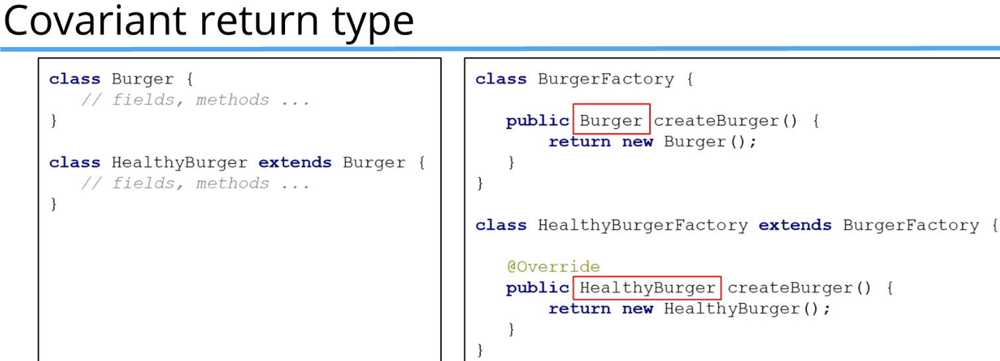 Covariant return type
class Burger {
// fields, methods ...
}
class HealthyBurger extends Burger {
// fields, methods ...
}
class BurgerFactory {
public Burger createBurger() {
return new Burger();
}
}
class HealthyBurgerFactory extends BurgerFactory {
@Override
public HealthyBurger createBurger() {
return new HealthyBurger();
}
}